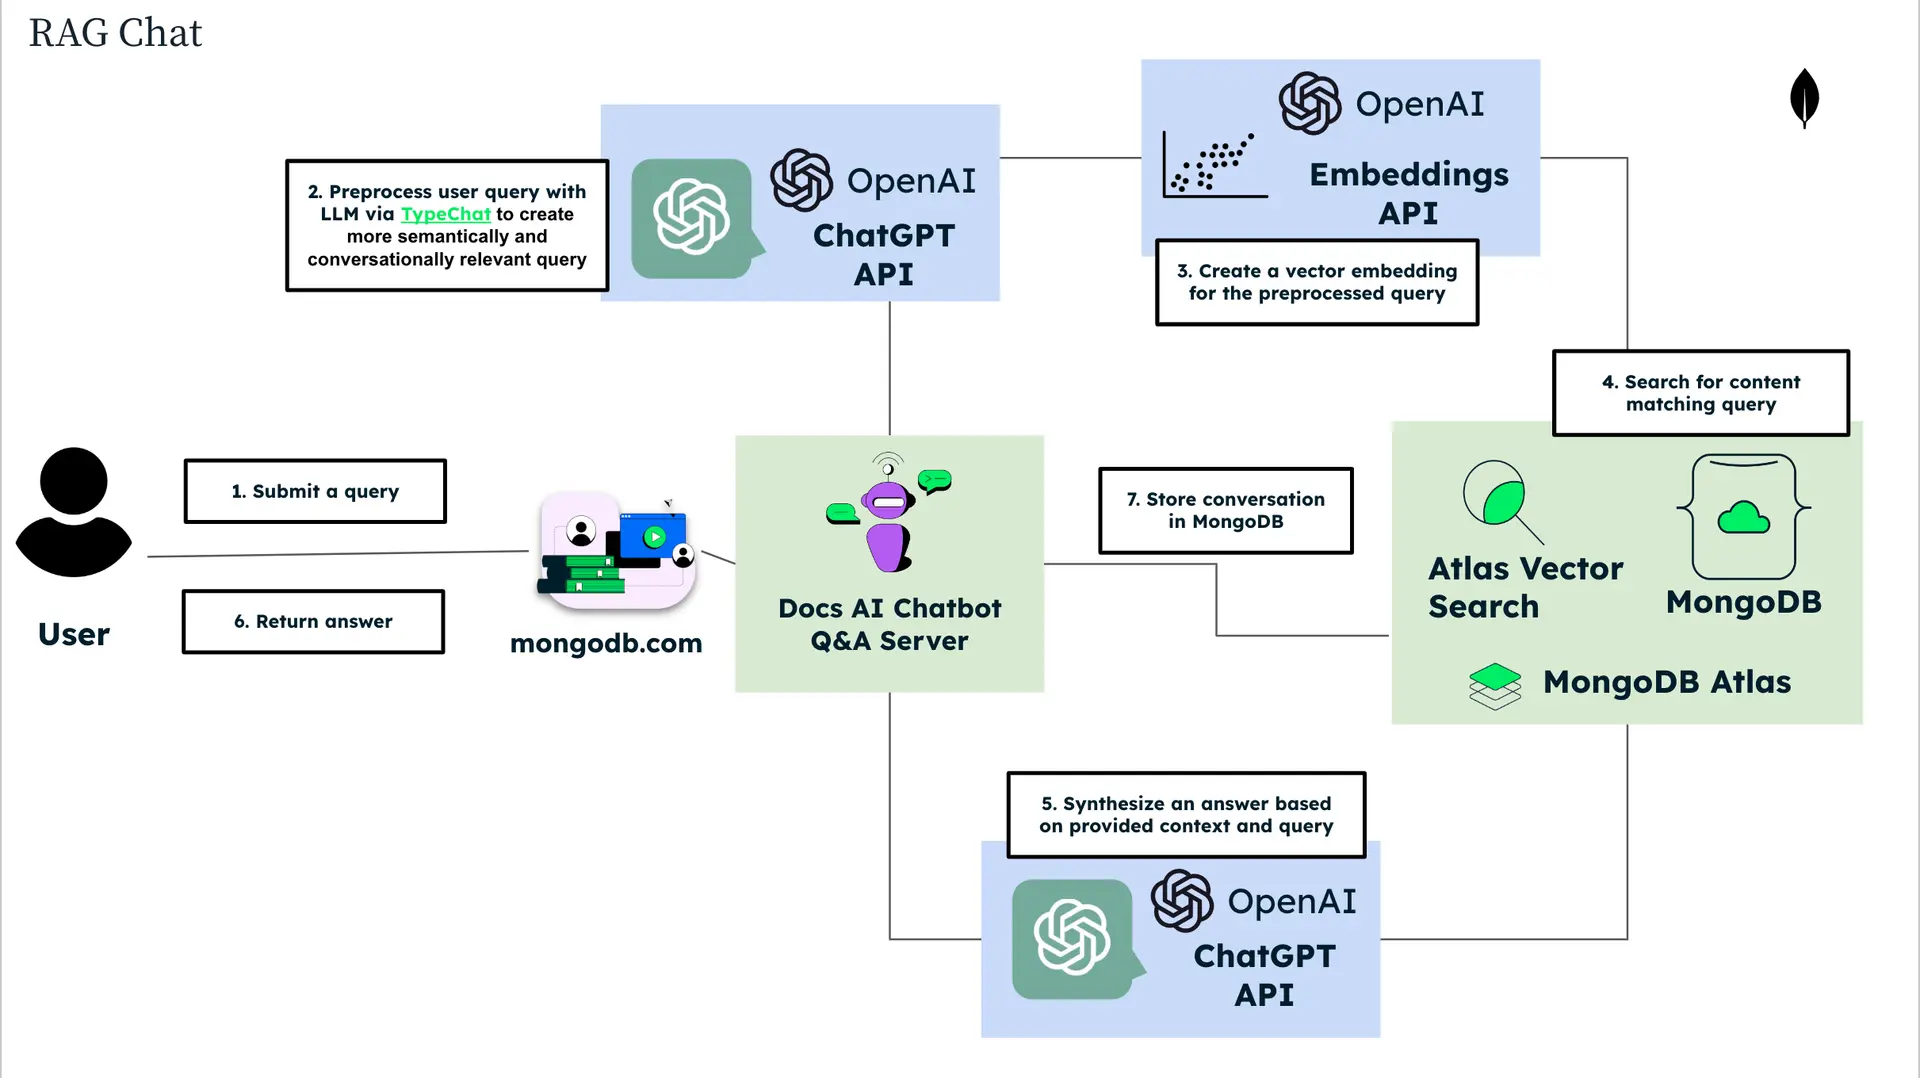 RAG Chat
OpenAI
Embeddings
API
2. Preprocess user query with
LLM via TypeChat to create
more semantically and
conversationally relevant query
OpenAI
ChatGPT
API
3. Create a vector embedding
for the preprocessed query
4. Search for content
matching query
1. Submit a query
7. Store conversation
in MongoDB
Atlas Vector
Search
MongoDB
6. Return answer
User
mongodb.com
Docs AI Chatbot
Q&A Server
MongoDB Atlas
5. Synthesize an answer based
on provided context and query
OpenAI
ChatGPT
API